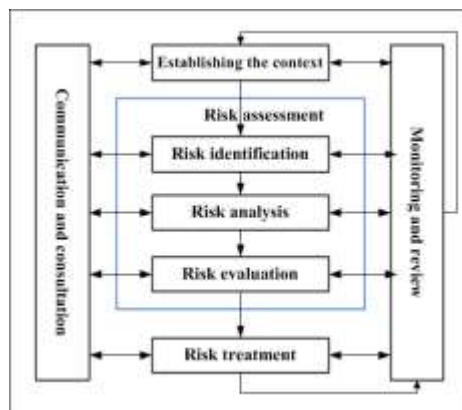 Establishing the context
Risk assessment
Risk identification
Risk analysis
Risk evaluation
Risk treatment
Communication and consultation
Monitoring and review